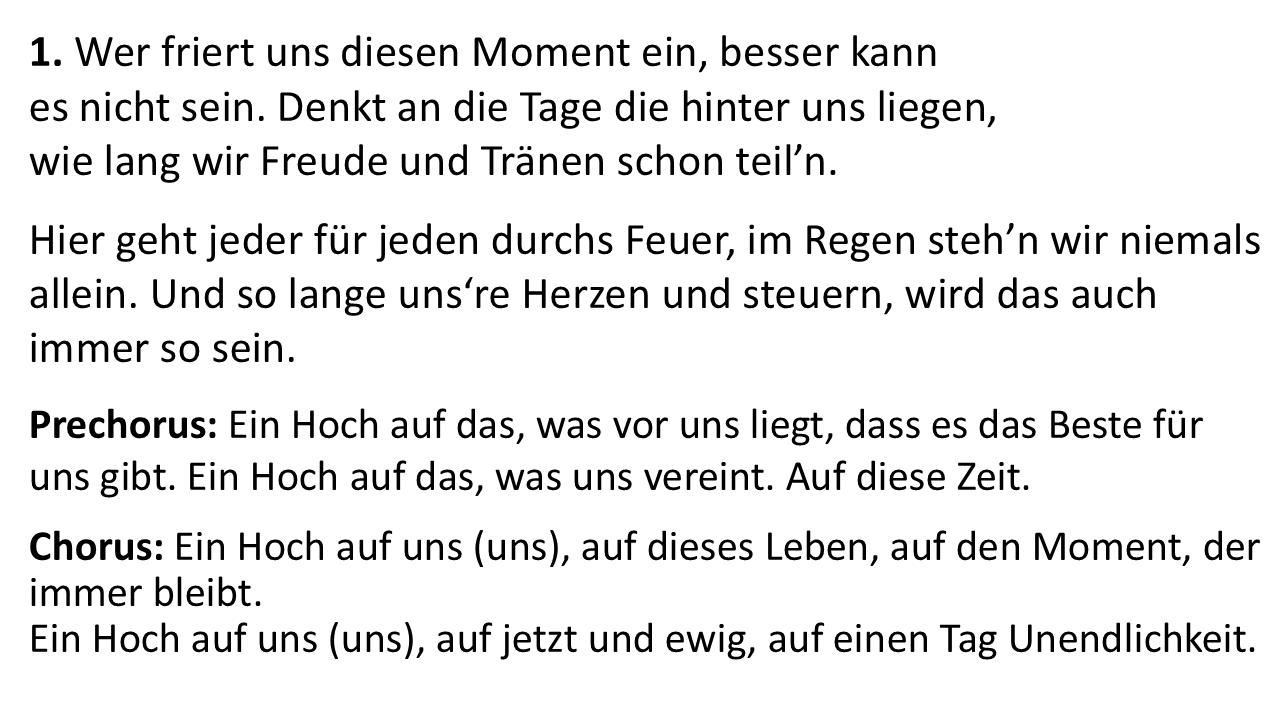 1. Wer friert uns diesen Moment ein, besser kann
es nicht sein. Denkt an die Tage die hinter uns liegen,
wie lang wir Freude und Tränen schon teil’n.
Hier geht jeder für jeden durchs Feuer, im Regen steh’n wir niemals
allein. Und so lange uns‘re Herzen und steuern, wird das auch
immer so sein.
Prechorus: Ein Hoch auf das, was vor uns liegt, dass es das Beste für
uns gibt. Ein Hoch auf das, was uns vereint. Auf diese Zeit.
Chorus: Ein Hoch auf uns (uns), auf dieses Leben, auf den Moment, der
immer bleibt.
Ein Hoch auf uns (uns), auf jetzt und ewig, auf einen Tag Unendlichkeit.